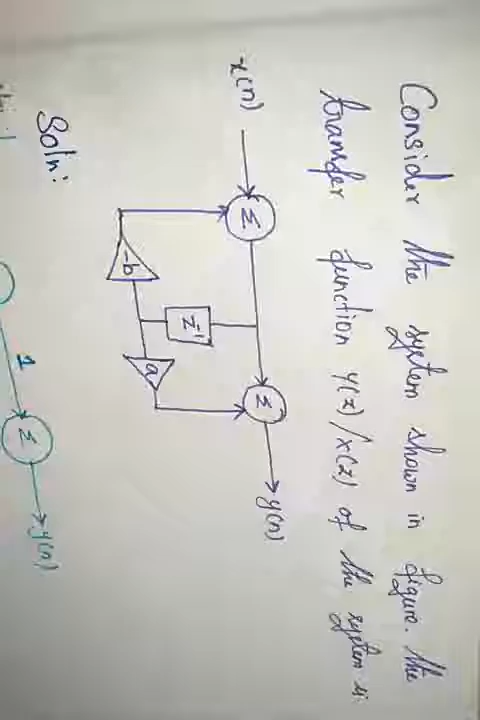 Consider the system shown in figure. The
transfer function Y(z)/X(z) of the system is
x(n) Σ Σ y(n)
z⁻¹
-b a
Soln:
1 Σ y(n)